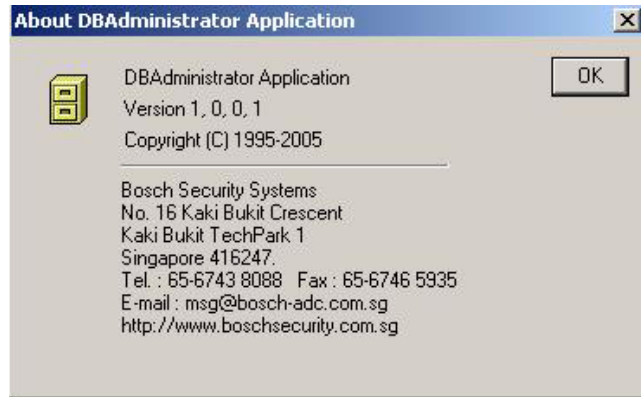 About DBAdministrator Application
DBAdministrator Application
OK
Version 1, 0, 0, 1
Copyright (C) 1995-2005
Bosch Security Systems
No. 16 Kaki Bukit Crescent
Kaki Bukit TechPark 1
Singapore 416247.
Tel. : 65-6743 8088 Fax : 65-6746 5935
E-mail : msg@bosch-adc.com.sg
http://www.boschsecurity.com.sg